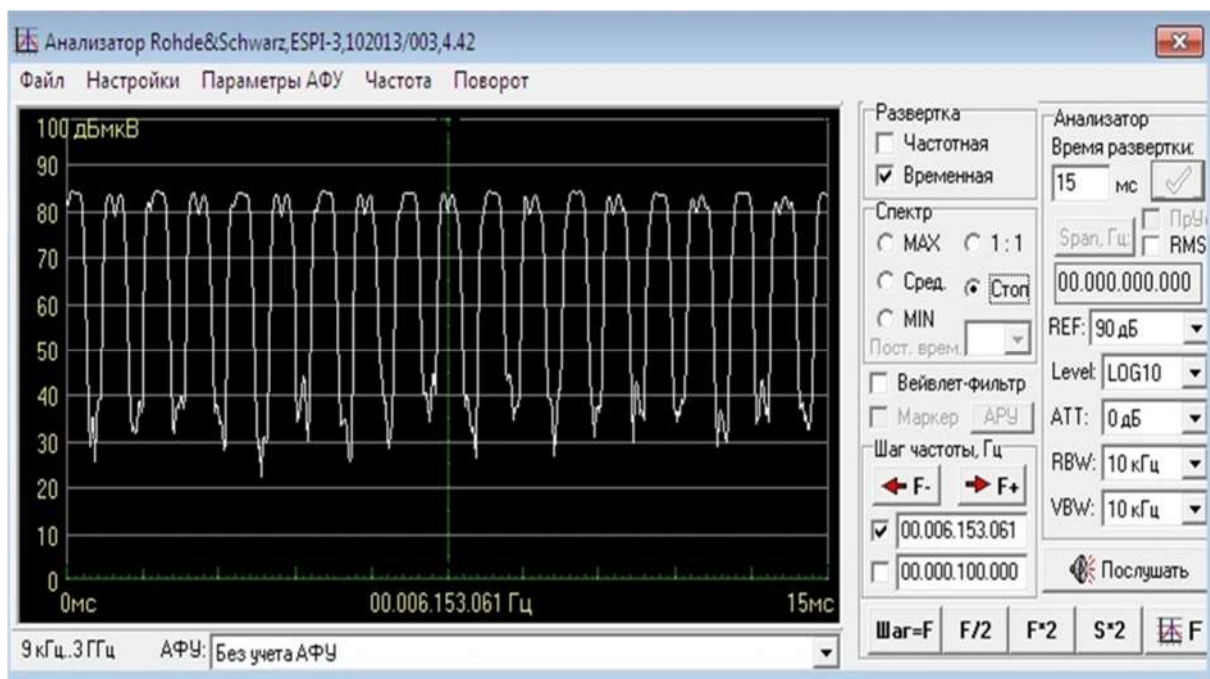 Анализатор Rohde&Schwarz,ESPI-3,102013/003,4.42
Файл Настройки Параметры АФУ Частота Поворот
100 дБмкВ
90
80
70
60
50
40
30
20
10
0
0мс 00.006.153.061 Гц 15мс
9 кГц..3 ГГц АФУ: Без учета АФУ
Развертка
Частотная
Временная
Спектр
MAX 1:1
Сред. Стоп
MIN
Пост. врем.
Вейвлет-фильтр
Маркер АРУ
Шаг частоты, Гц
F- F+
00.006.153.061
00.000.100.000
Анализатор
Время развертки:
15 мс
Span, Гц:
RMS
00.000.000.000
REF: 90 дБ
Level: LOG10
ATT: 0 дБ
RBW: 10 кГц
VBW: 10 кГц
Послушать
Шаг=F F/2 F*2 S*2 F